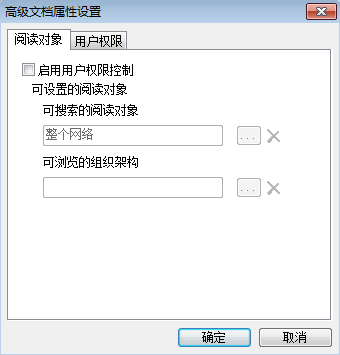 高级文档属性设置
阅读对象 用户权限
启用用户权限控制
可设置的阅读对象
可搜索的阅读对象
整个网络
...
可浏览的组织架构
...
确定 取消